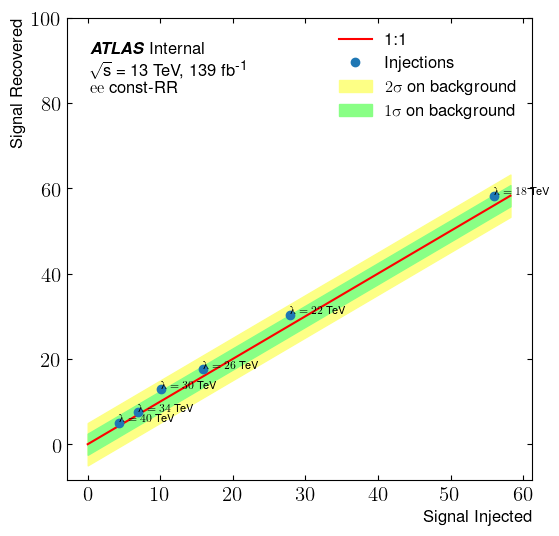 ATLAS Internal
√s = 13 TeV, 139 fb-1
ee const-RR
1:1
Injections
2σ on background
1σ on background
Signal Recovered
100
80
60
40
20
0
λ = 18 TeV
λ = 22 TeV
λ = 26 TeV
λ = 30 TeV
λ = 34 TeV
λ = 40 TeV
0 10 20 30 40 50 60
Signal Injected